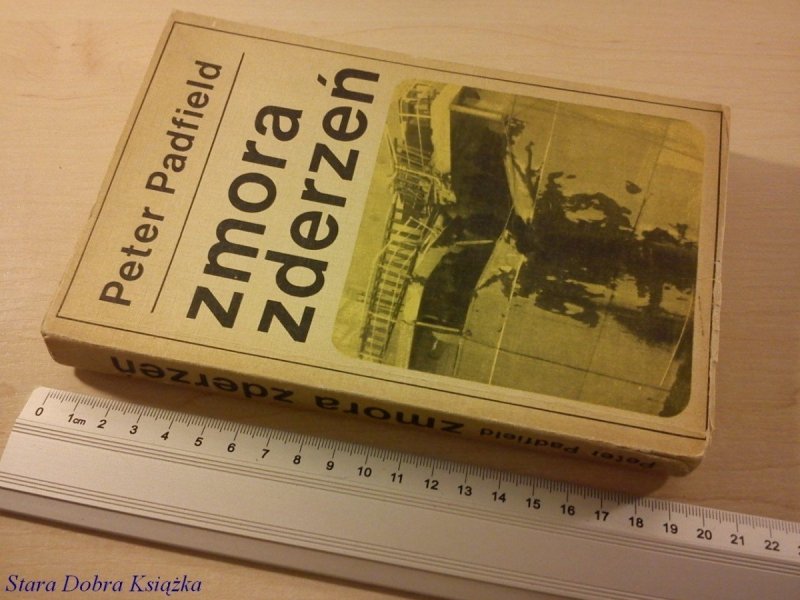 Peter Padfield
zmora
zderzeń
Peter Padfield zmora zderzeń
0 1cm 2 3 4 5 6 7 8 9 10 11 12 13 14 15 16 17 18 19 20 21 22
Stara Dobra Książka